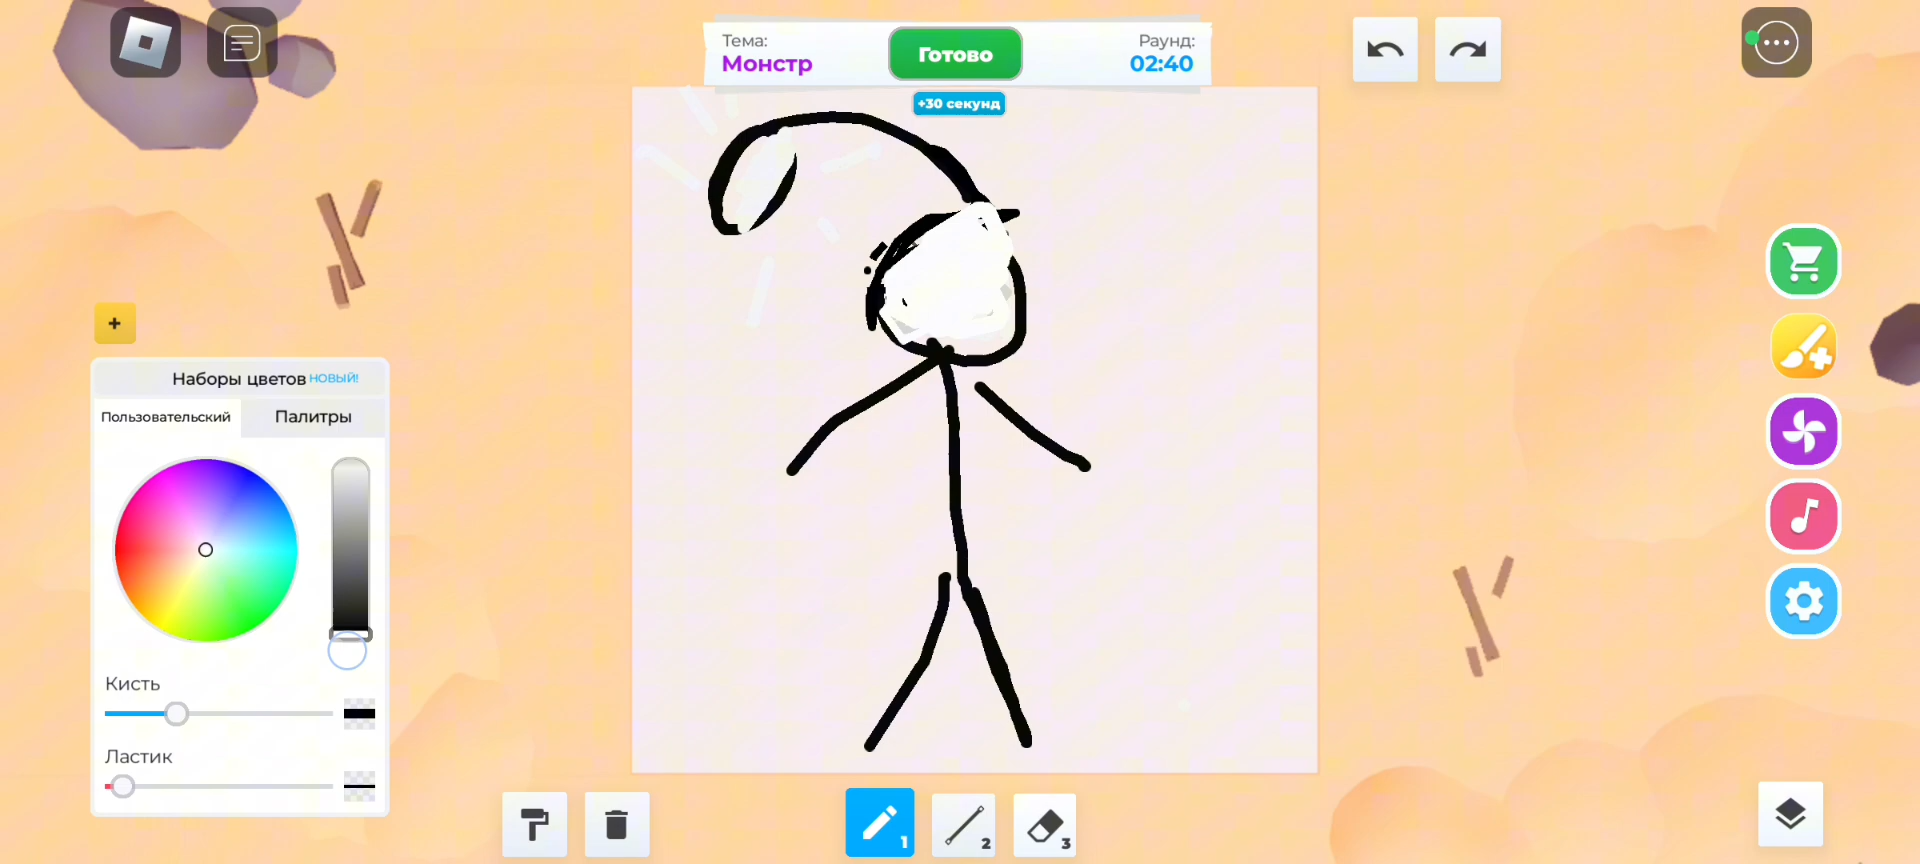 Тема:
Монстр
Готово
Раунд:
02:40
+30 секунд
+
Наборы цветов НОВЫЙ!
Пользовательский
Палитры
Кисть
Ластик
1
2
3